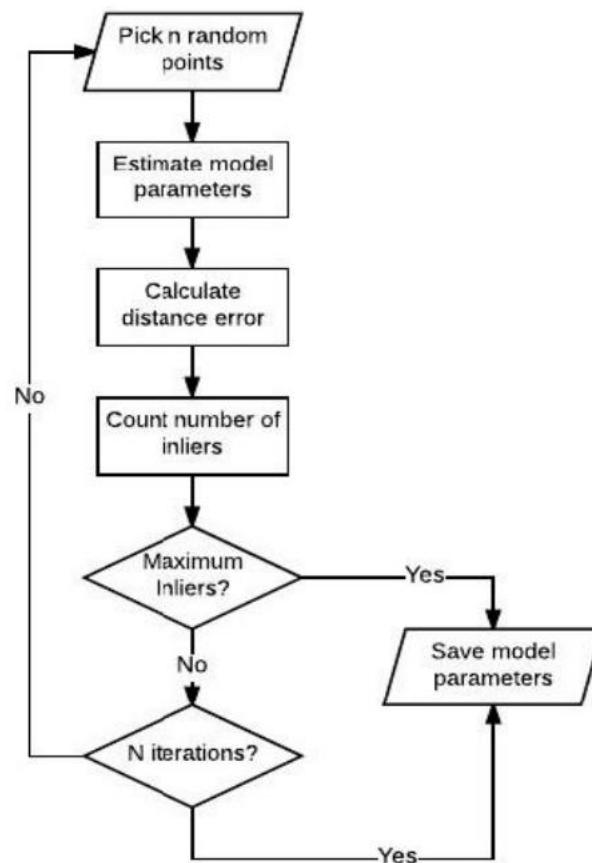 Pick n random
points
Estimate model
parameters
Calculate
distance error
No
Count number of
inliers
Maximum
Inliers?
Yes
Save model
parameters
No
N iterations?
Yes